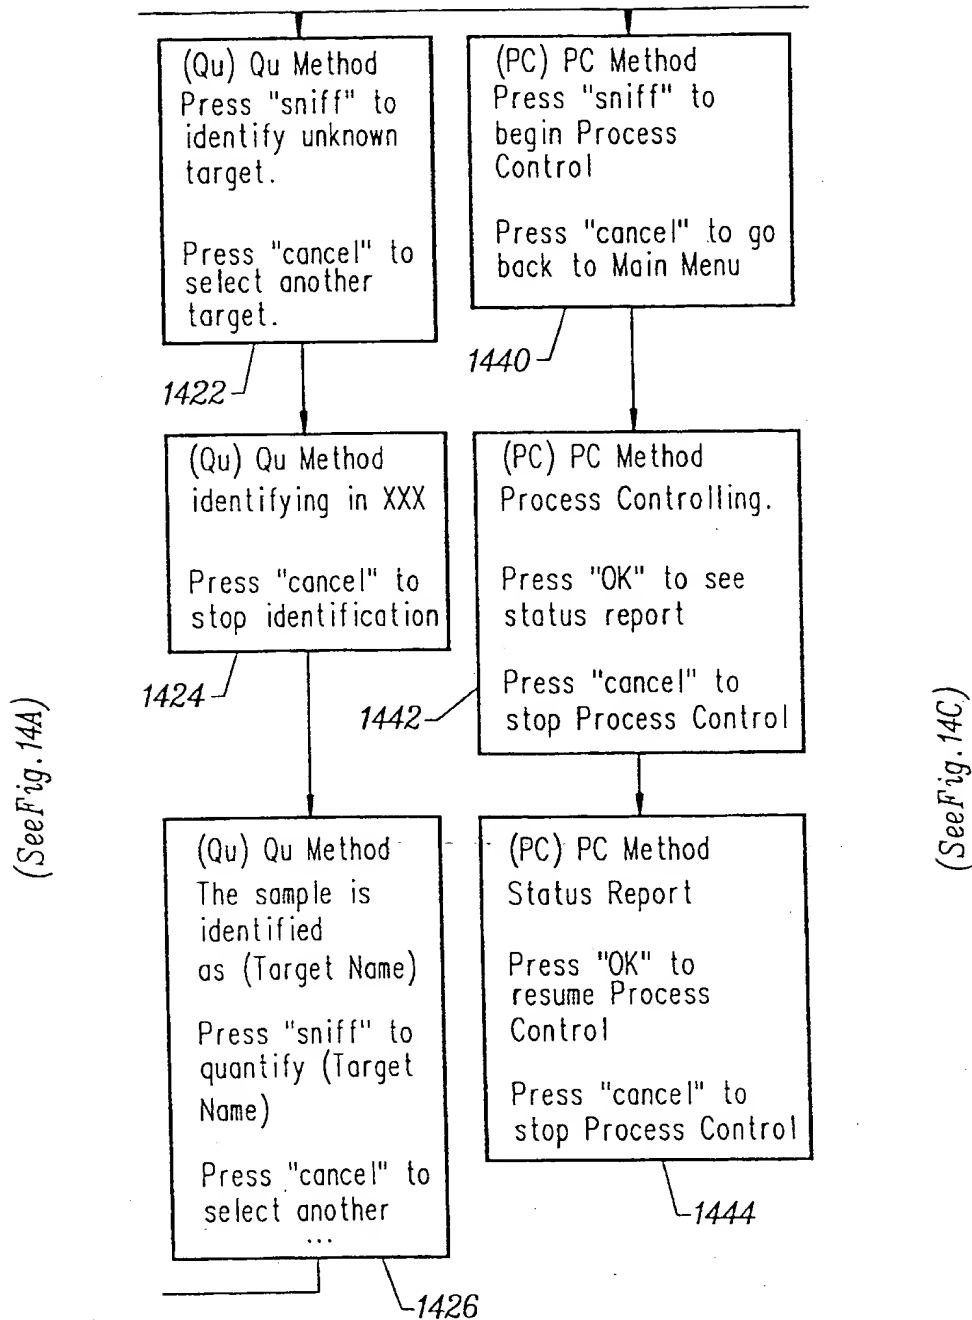 (Qu) Qu Method
Press "sniff" to
identify unknown
target.
Press "cancel" to
select another
target.
1422
(Qu) Qu Method
identifying in XXX
Press "cancel" to
stop identification
1424
(Qu) Qu Method
The sample is
identified
as (Target Name)
Press "sniff" to
quantify (Target
Name)
Press "cancel" to
select another
...
1426
(PC) PC Method
Press "sniff" to
begin Process
Control
Press "cancel" to go
back to Main Menu
1440
(PC) PC Method
Process Controlling.
Press "OK" to see
status report
Press "cancel" to
stop Process Control
1442
(PC) PC Method
Status Report
Press "OK" to
resume Process
Control
Press "cancel" to
stop Process Control
1444
(See Fig. 14A)
(See Fig. 14C)